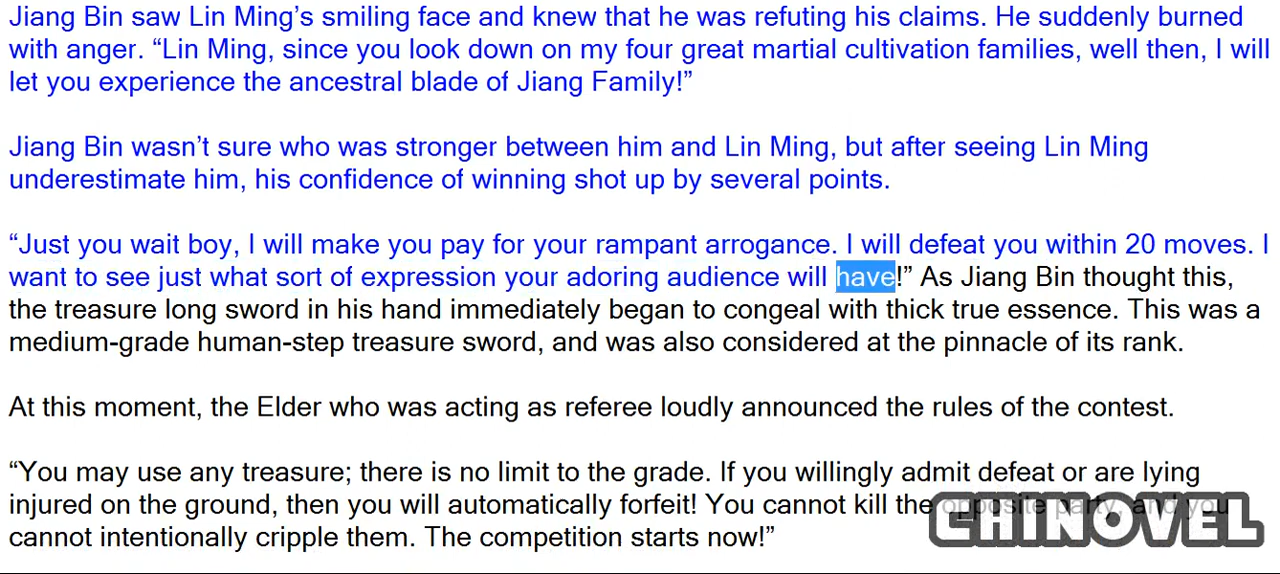 Jiang Bin saw Lin Ming’s smiling face and knew that he was refuting his claims. He suddenly burned
with anger. “Lin Ming, since you look down on my four great martial cultivation families, well then, I will
let you experience the ancestral blade of Jiang Family!”
Jiang Bin wasn’t sure who was stronger between him and Lin Ming, but after seeing Lin Ming
underestimate him, his confidence of winning shot up by several points.
“Just you wait boy, I will make you pay for your rampant arrogance. I will defeat you within 20 moves. I
want to see just what sort of expression your adoring audience will have!” As Jiang Bin thought this,
the treasure long sword in his hand immediately began to congeal with thick true essence. This was a
medium-grade human-step treasure sword, and was also considered at the pinnacle of its rank.
At this moment, the Elder who was acting as referee loudly announced the rules of the contest.
“You may use any treasure; there is no limit to the grade. If you willingly admit defeat or are lying
injured on the ground, then you will automatically forfeit! You cannot kill the opposite party, and you
cannot intentionally cripple them. The competition starts now!”
CHINOVEL